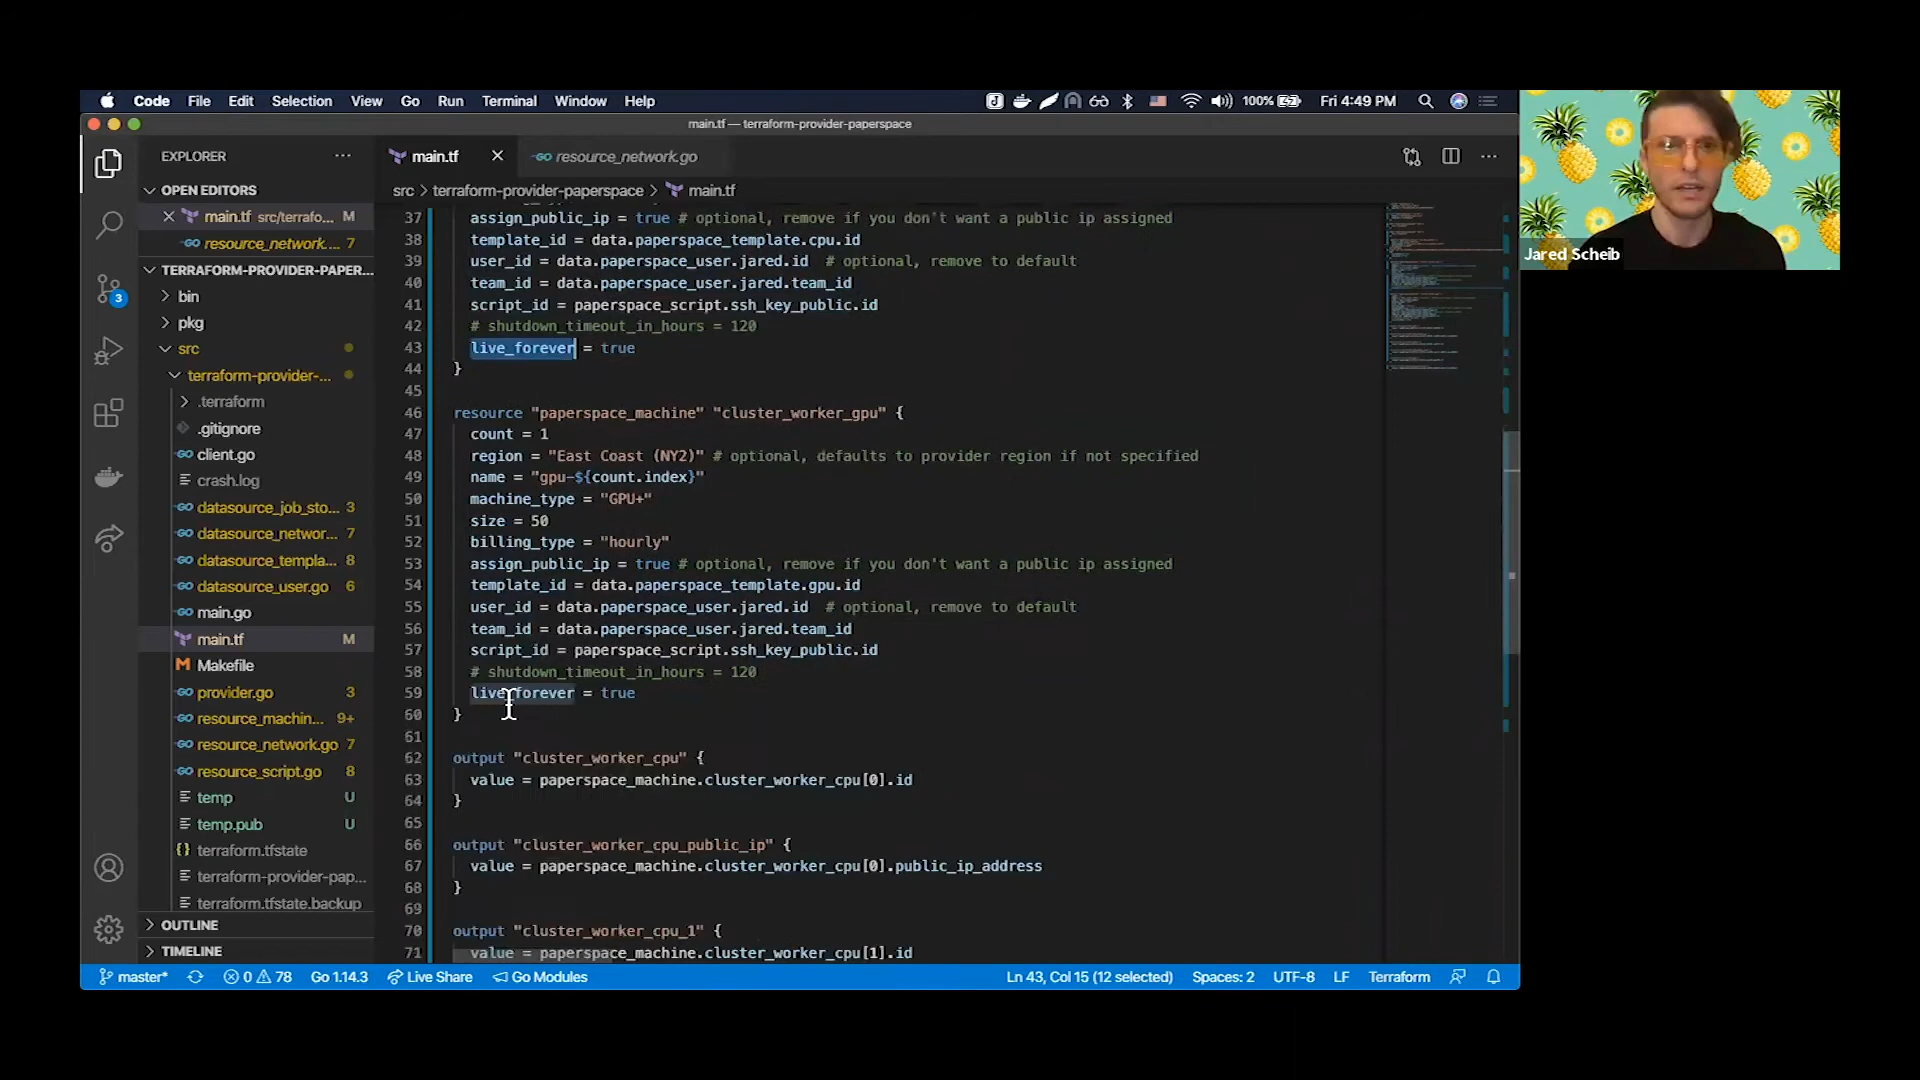 Code File Edit Selection View Go Run Terminal Window Help 100% Fri 4:49 PM
main.tf — terraform-provider-paperspace
EXPLORER
main.tf
resource_network.go
OPEN EDITORS
main.tf src/terrafo... M
resource_network.... 7
TERRAFORM-PROVIDER-PAPER...
bin
pkg
src
terraform-provider-...
.terraform
.gitignore
client.go
crash.log
datasource_job_sto... 3
datasource_networ... 7
datasource_templa... 8
datasource_user.go 6
main.go
main.tf M
Makefile
provider.go 3
resource_machin... 9+
resource_network.go 7
resource_script.go 8
temp U
temp.pub U
terraform.tfstate
terraform-provider-pap...
terraform.tfstate.backup
OUTLINE
TIMELINE
3
src > terraform-provider-paperspace > main.tf
37 assign_public_ip = true # optional, remove if you don't want a public ip assigned
38 template_id = data.paperspace_template.cpu.id
39 user_id = data.paperspace_user.jared.id # optional, remove to default
40 team_id = data.paperspace_user.jared.team_id
41 script_id = paperspace_script.ssh_key_public.id
42 # shutdown_timeout_in_hours = 120
43 live_forever = true
44 }
45
46 resource "paperspace_machine" "cluster_worker_gpu" {
47 count = 1
48 region = "East Coast (NY2)" # optional, defaults to provider region if not specified
49 name = "gpu-${count.index}"
50 machine_type = "GPU+"
51 size = 50
52 billing_type = "hourly"
53 assign_public_ip = true # optional, remove if you don't want a public ip assigned
54 template_id = data.paperspace_template.gpu.id
55 user_id = data.paperspace_user.jared.id # optional, remove to default
56 team_id = data.paperspace_user.jared.team_id
57 script_id = paperspace_script.ssh_key_public.id
58 # shutdown_timeout_in_hours = 120
59 live_forever = true
60 }
61
62 output "cluster_worker_cpu" {
63 value = paperspace_machine.cluster_worker_cpu[0].id
64 }
65
66 output "cluster_worker_cpu_public_ip" {
67 value = paperspace_machine.cluster_worker_cpu[0].public_ip_address
68 }
69
70 output "cluster_worker_cpu_1" {
71 value = paperspace_machine.cluster_worker_cpu[1].id
master* 0 78 Go 1.14.3 Live Share Go Modules Ln 43, Col 15 (12 selected) Spaces: 2 UTF-8 LF Terraform
Jared Scheib